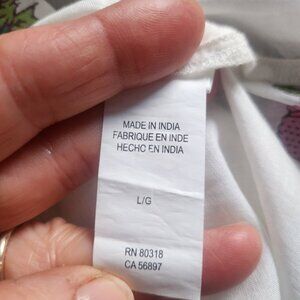 MADE IN INDIA
FABRIQUE EN INDE
HECHO EN INDIA
L/G
RN 80318
CA 56897